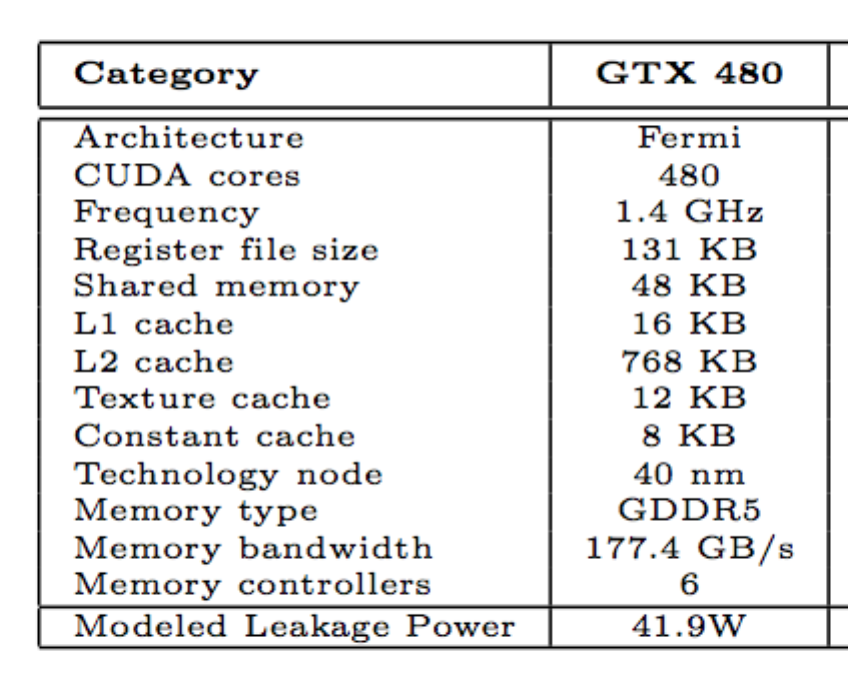 Category GTX 480
Architecture Fermi
CUDA cores 480
Frequency 1.4 GHz
Register file size 131 KB
Shared memory 48 KB
L1 cache 16 KB
L2 cache 768 KB
Texture cache 12 KB
Constant cache 8 KB
Technology node 40 nm
Memory type GDDR5
Memory bandwidth 177.4 GB/s
Memory controllers 6
Modeled Leakage Power 41.9W